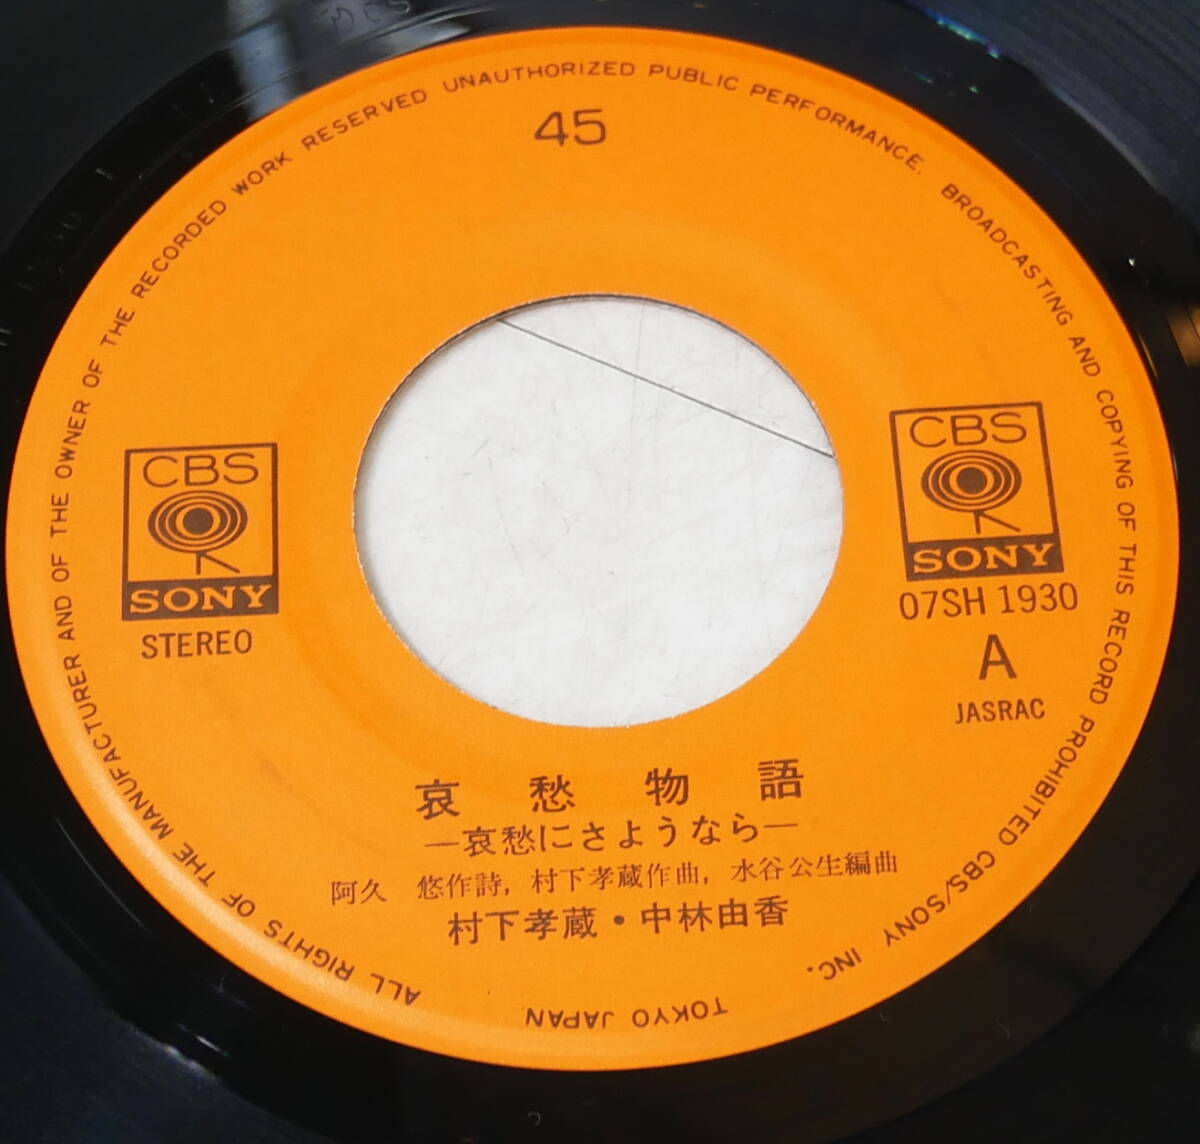 45
ALL RIGHTS OF THE MANUFACTURER AND OF THE OWNER OF THE RECORDED WORK RESERVED UNAUTHORIZED PUBLIC PERFORMANCE. BROADCASTING AND COPYING OF THIS RECORD PROHIBITED CBS/SONY INC.
TOKYO JAPAN
CBS
SONY
STEREO
CBS
SONY
07SH 1930
A
JASRAC
哀愁物語
—哀愁にさようなら—
阿久 悠作詩, 村下孝蔵作曲, 水谷公生編曲
村下孝蔵・中林由香